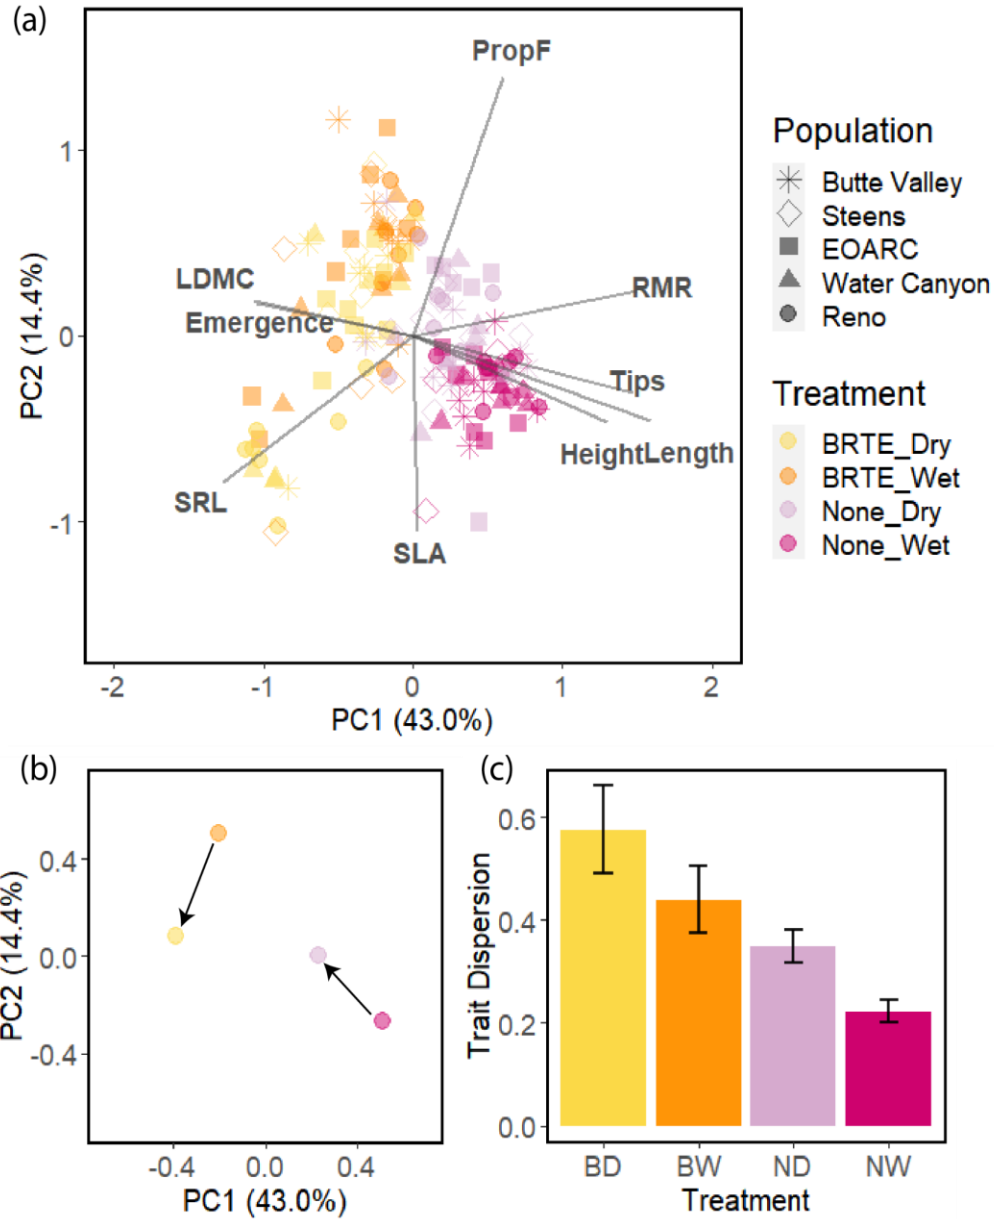 (a)
PropF
LDMC
Emergence
RMR
Tips
HeightLength
SRL
SLA
1
0
-1
PC2 (14.4%)
-2
-1
0
1
2
PC1 (43.0%)
Population
Butte Valley
Steens
EOARC
Water Canyon
Reno
Treatment
BRTE_Dry
BRTE_Wet
None_Dry
None_Wet
(b)
0.4
0.0
-0.4
PC2 (14.4%)
-0.4
0.0
0.4
PC1 (43.0%)
(c)
0.6
0.4
0.2
0.0
Trait Dispersion
BD
BW
ND
NW
Treatment